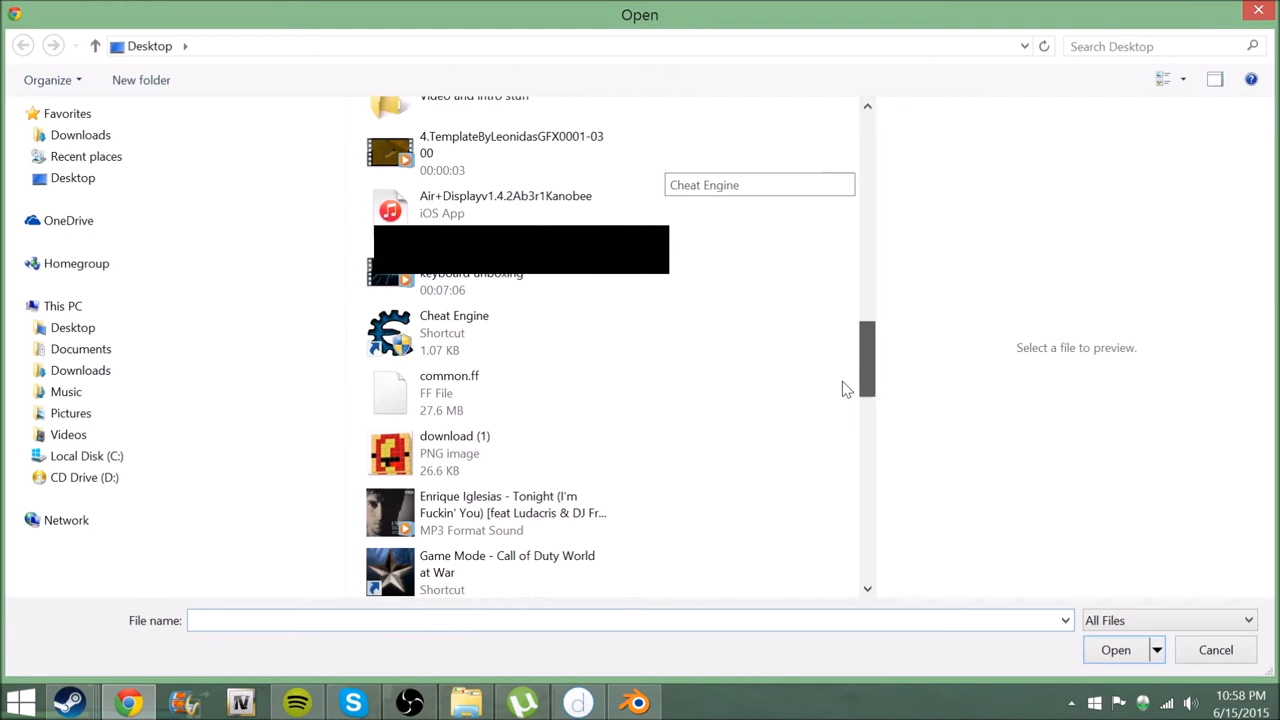 Open
Desktop
Search Desktop
Organize
New folder
Favorites
Downloads
Recent places
Desktop
OneDrive
Homegroup
This PC
Desktop
Documents
Downloads
Music
Pictures
Videos
Local Disk (C:)
CD Drive (D:)
Network
Video and intro stuff
4.TemplateByLeonidasGFX0001-03
00
00:00:03
Air+Displayv1.4.2Ab3r1Kanobee
iOS App
keyboard unboxing
00:07:06
Cheat Engine
Shortcut
1.07 KB
common.ff
FF File
27.6 MB
download (1)
PNG image
26.6 KB
Enrique Iglesias - Tonight (I'm
Fuckin' You) [feat Ludacris & DJ Fr...
MP3 Format Sound
Game Mode - Call of Duty World
at War
Shortcut
Cheat Engine
Select a file to preview.
File name:
All Files
Open
Cancel
10:58 PM
6/15/2015